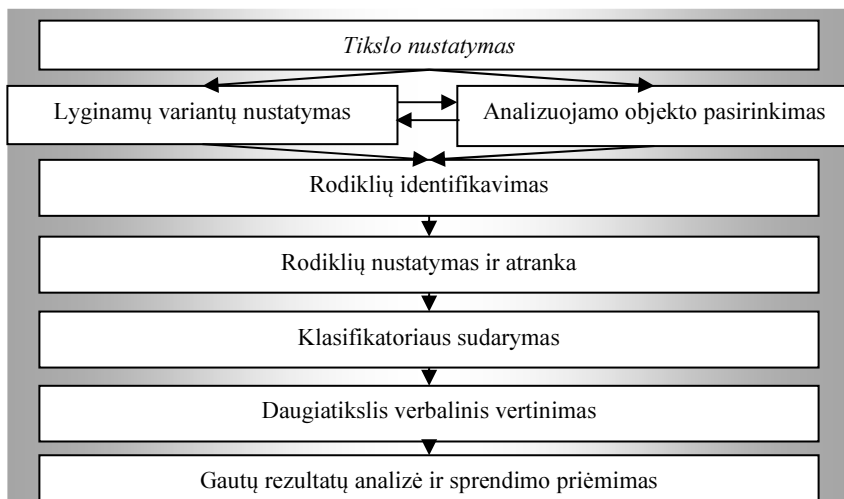 Tikslo nustatymas
Lyginamų variantų nustatymas
Analizuojamo objekto pasirinkimas
Rodiklių identifikavimas
Rodiklių nustatymas ir atranka
Klasifikatoriaus sudarymas
Daugiatikslis verbalinis vertinimas
Gautų rezultatų analizė ir sprendimo priėmimas